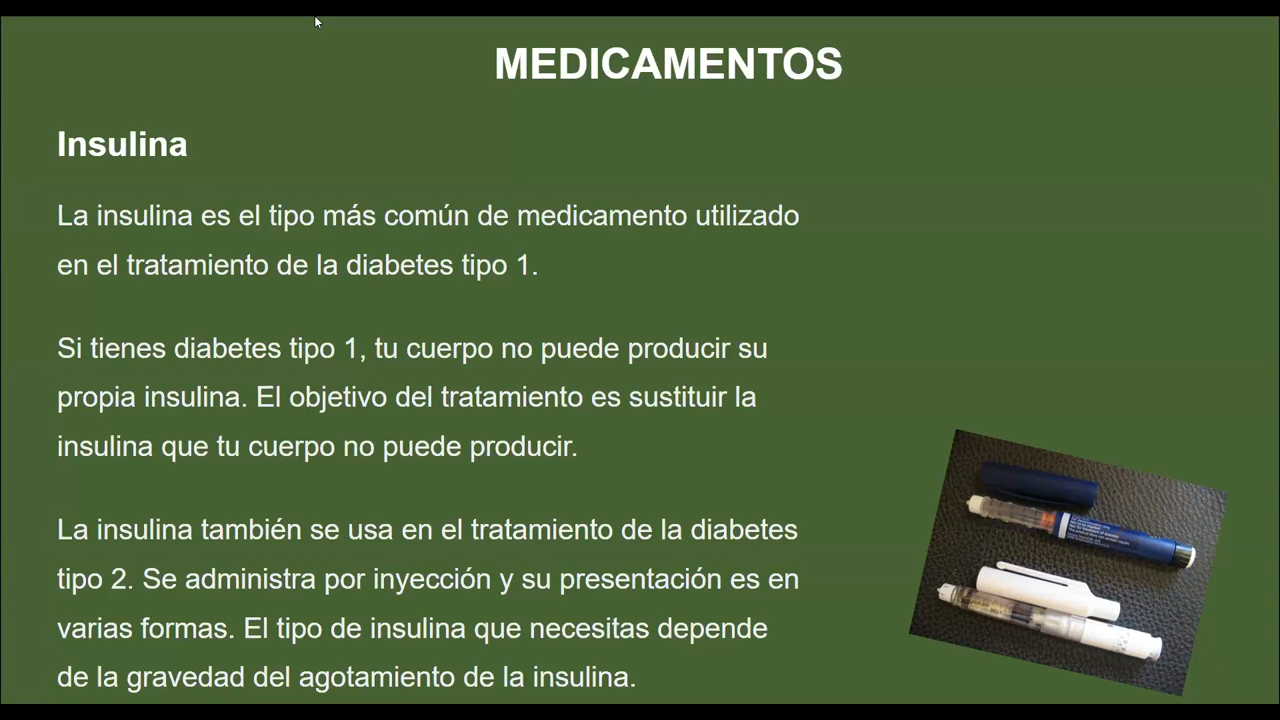 MEDICAMENTOS
Insulina
La insulina es el tipo más común de medicamento utilizado
en el tratamiento de la diabetes tipo 1.
Si tienes diabetes tipo 1, tu cuerpo no puede producir su
propia insulina. El objetivo del tratamiento es sustituir la
insulina que tu cuerpo no puede producir.
La insulina también se usa en el tratamiento de la diabetes
tipo 2. Se administra por inyección y su presentación es en
varias formas. El tipo de insulina que necesitas depende
de la gravedad del agotamiento de la insulina.